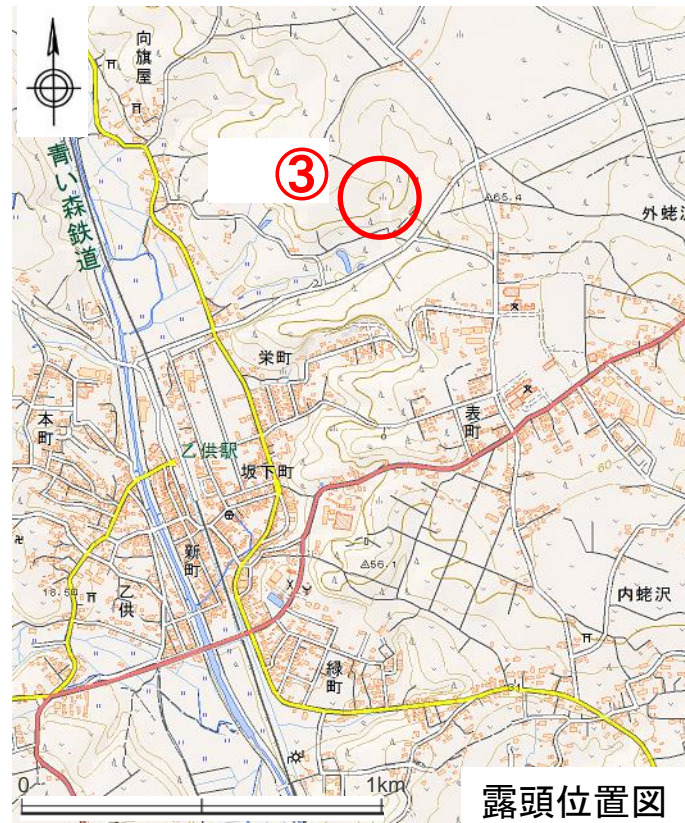 向旗屋
青い森鉄道
③
65.4
外蛯沢
栄町
本町
表町
乙供駅
坂下町
60
新町
56.1
18.50
乙供
内蛯沢
緑町
0
1km
露頭位置図